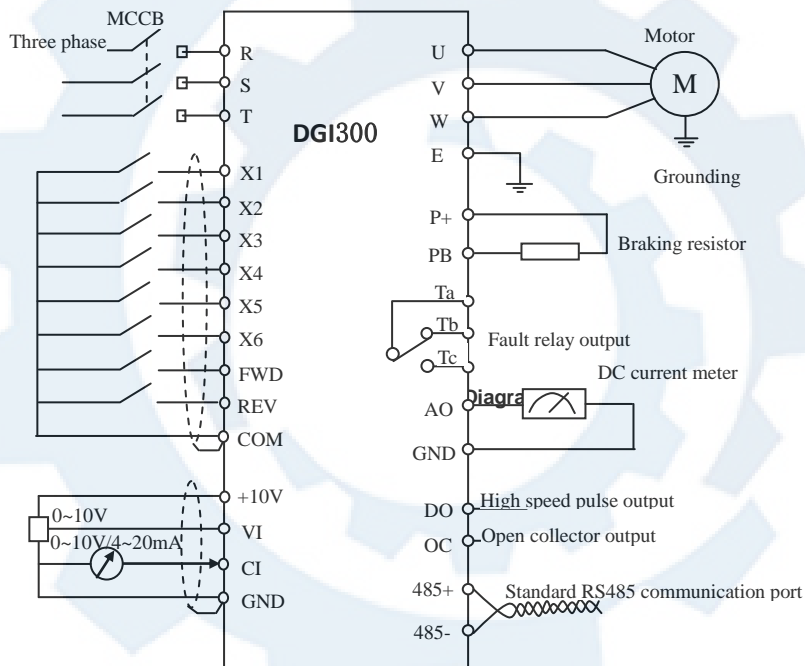 MCCB
Three phase
R
S
T
DGI300
X1
X2
X3
X4
X5
X6
FWD
REV
COM
+10V
0~10V
VI
0~10V/4~20mA
CI
GND
U
V
W
E
Motor
M
Grounding
P+
PB
Braking resistor
Ta
Tb
Tc
Fault relay output
DC current meter
Diagra
AO
GND
DO
High speed pulse output
OC
Open collector output
485+
Standard RS485 communication port
485-